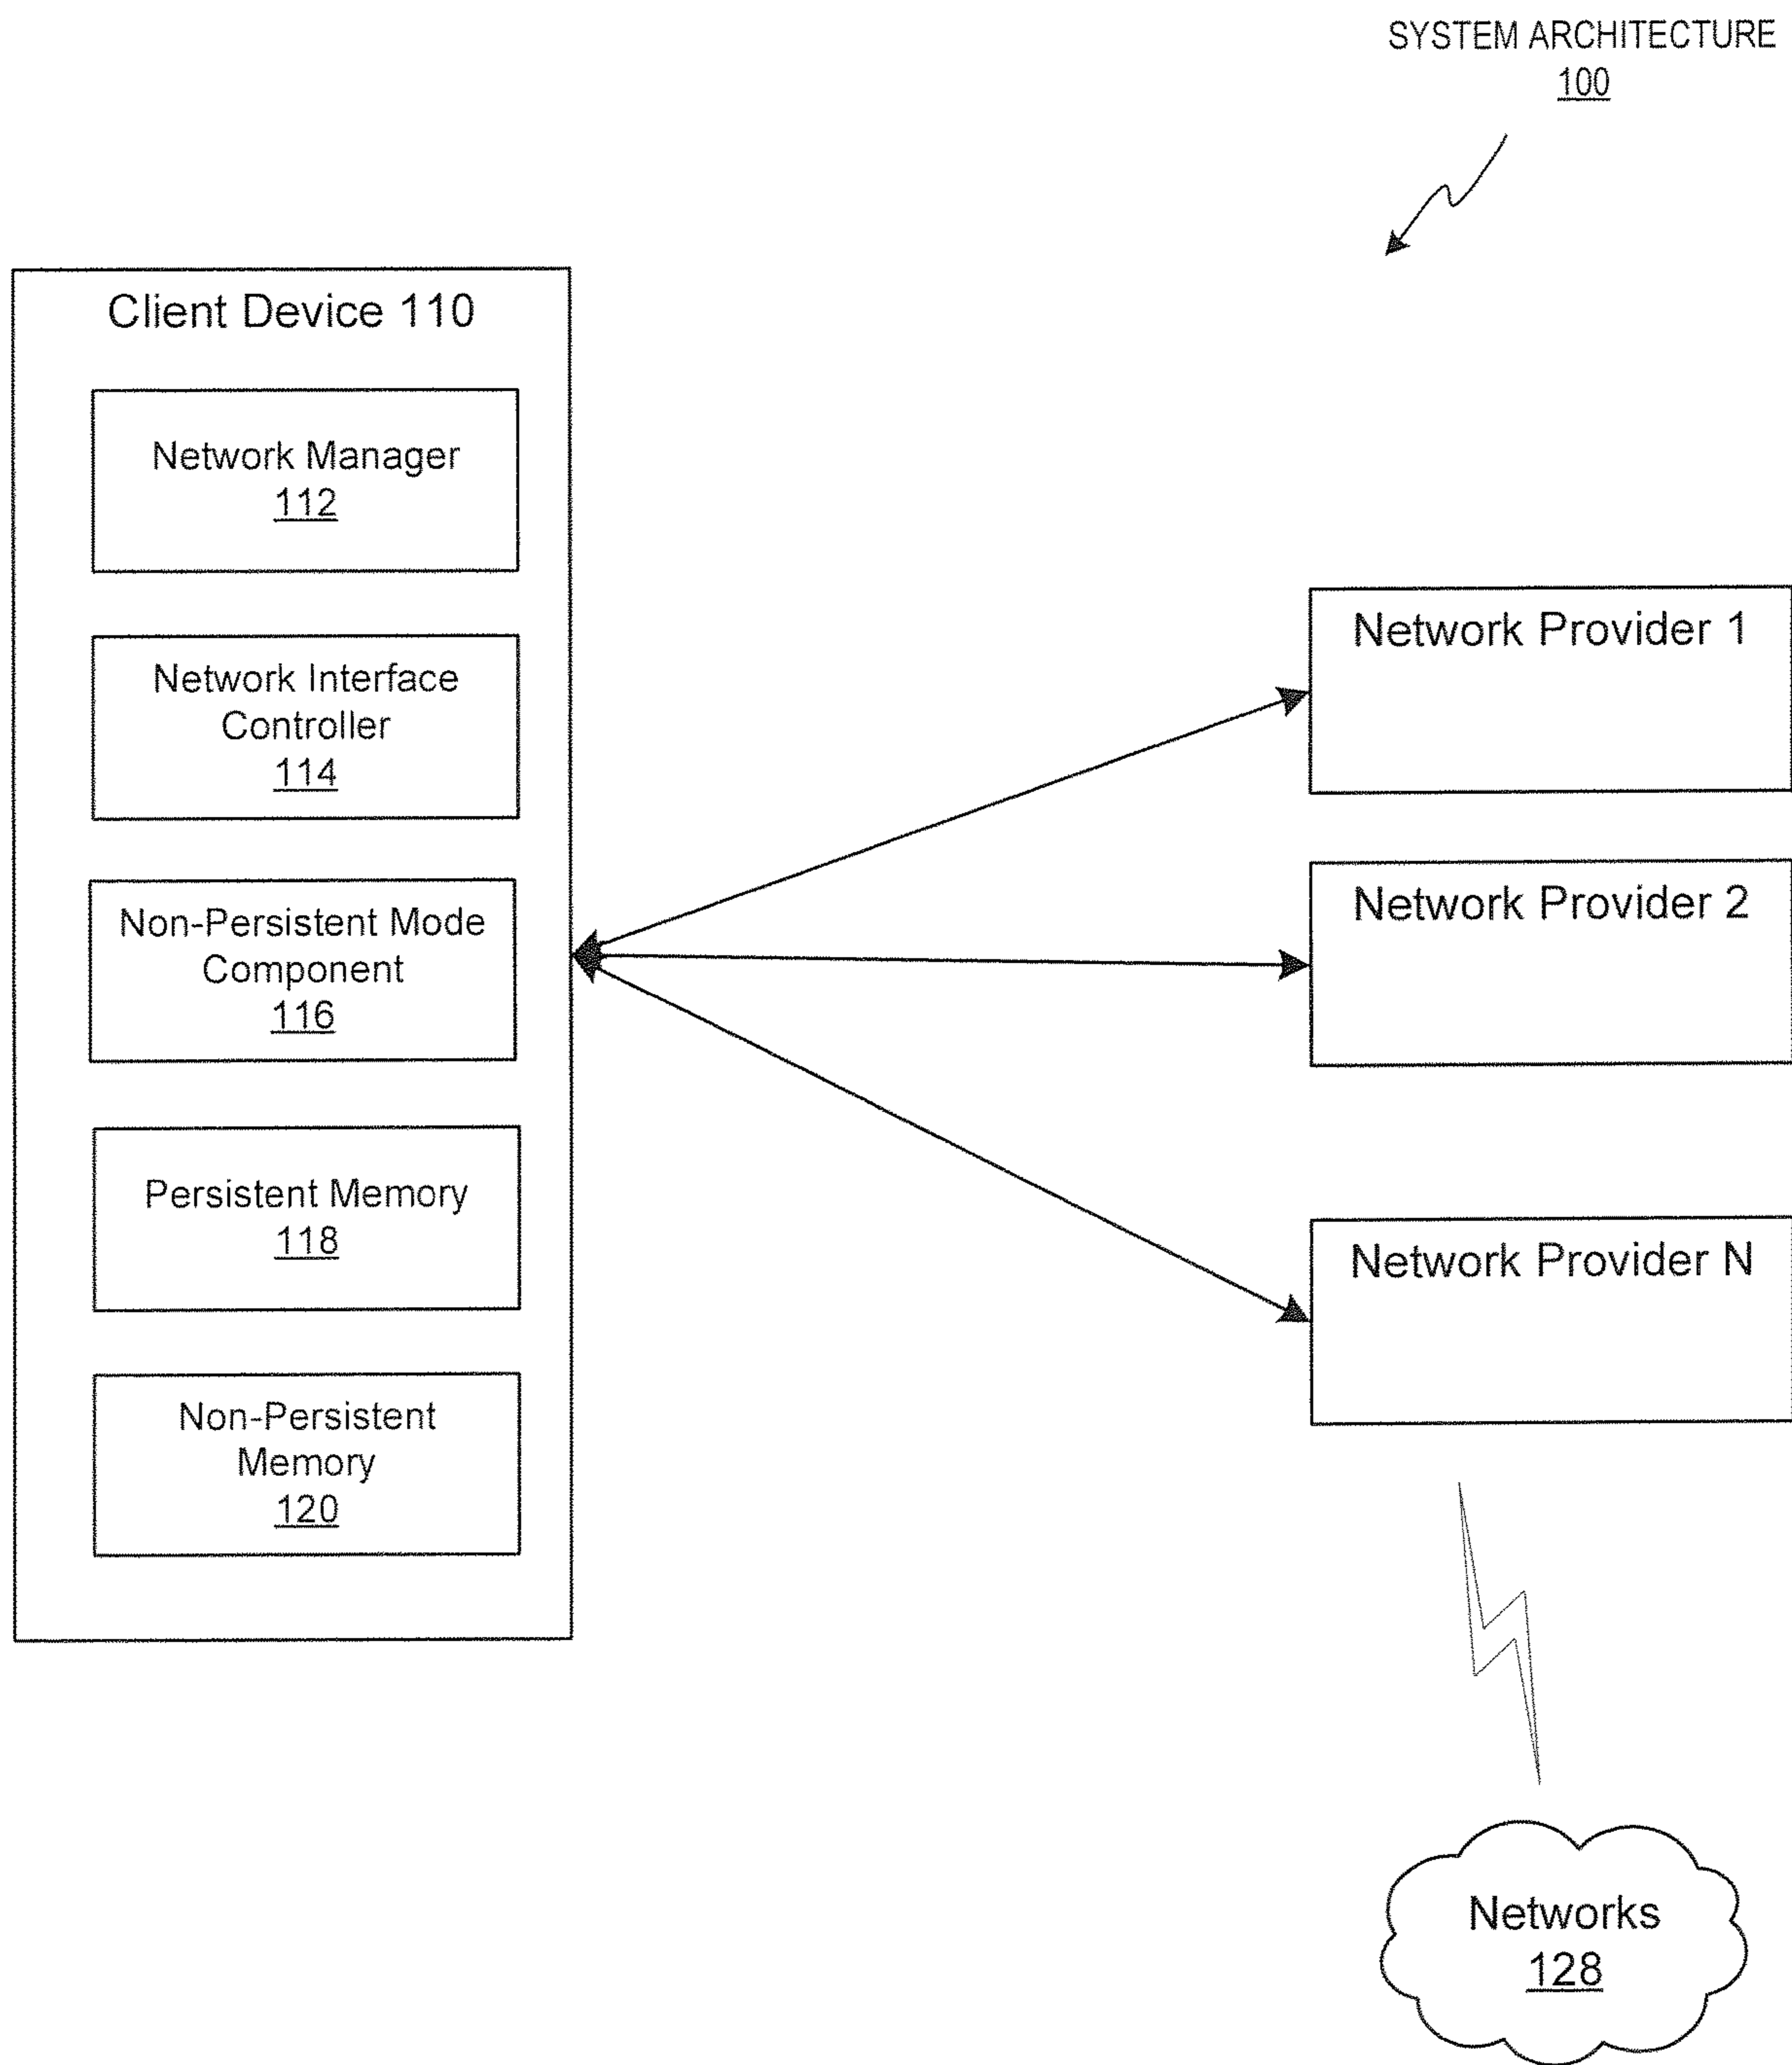 SYSTEM ARCHITECTURE
100
Client Device 110
Network Manager
112
Network Interface
Controller
114
Non-Persistent Mode
Component
116
Persistent Memory
118
Non-Persistent
Memory
120
Network Provider 1
Network Provider 2
Network Provider N
Networks
128